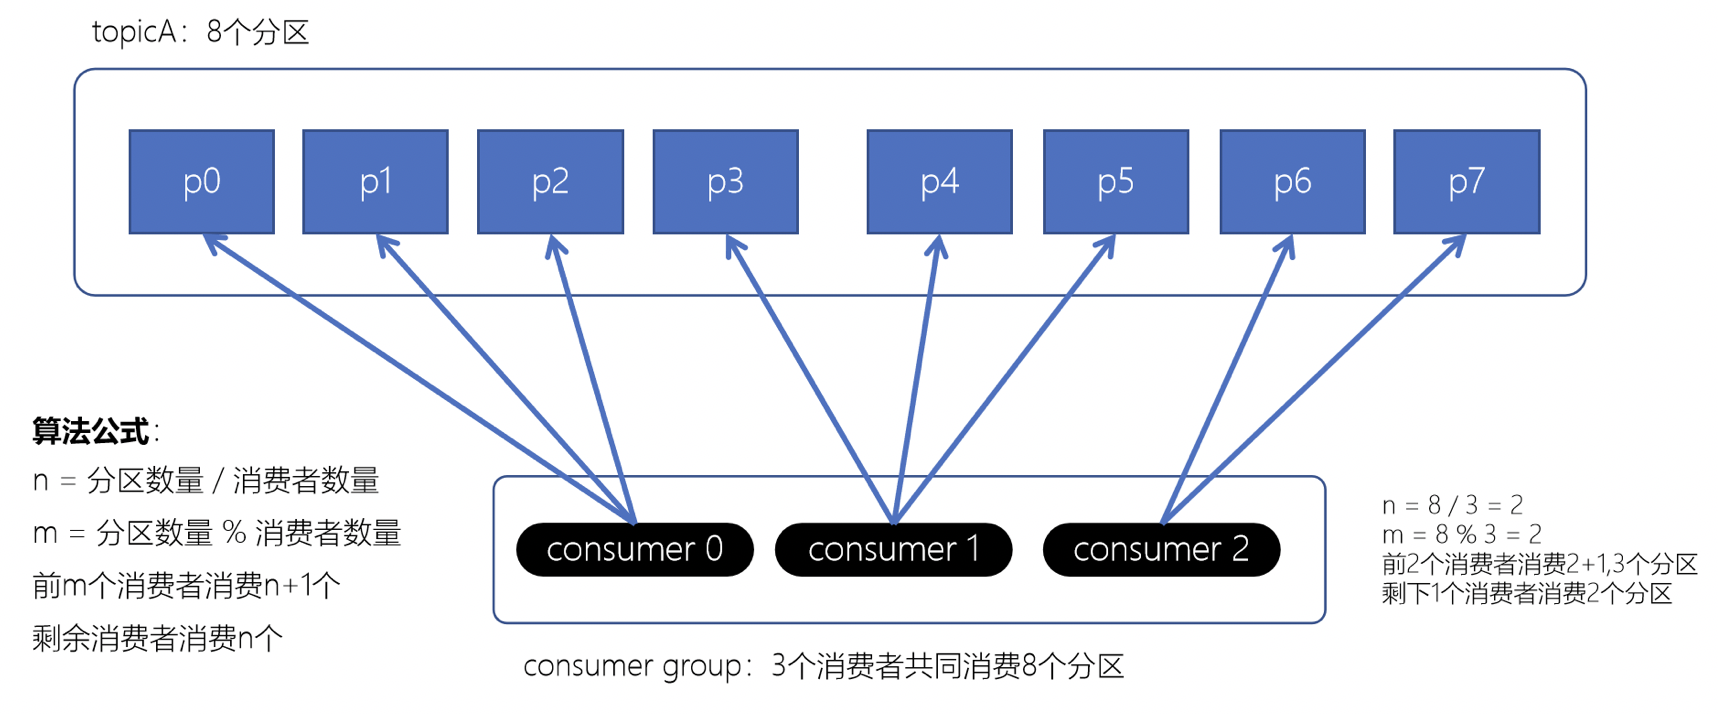 topicA：8个分区
p0
p1
p2
p3
p4
p5
p6
p7
算法公式：
n = 分区数量 / 消费者数量
m = 分区数量 % 消费者数量
前m个消费者消费n+1个
剩余消费者消费n个
consumer 0
consumer 1
consumer 2
n = 8 / 3 = 2
m = 8 % 3 = 2
前2个消费者消费2+1,3个分区
剩下1个消费者消费2个分区
consumer group：3个消费者共同消费8个分区